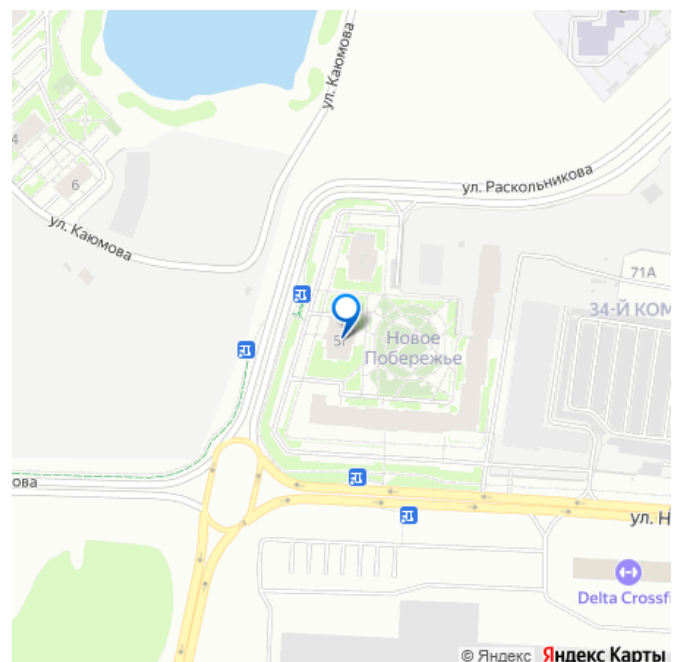 ул. Каюмова
ул. Раскольникова
4
6
ул. Каюмова
71А
34-Й КОМ
Новое
Побережье
ова
ул. Н
Delta Crossfi
© Яндекс Яндекс Карты